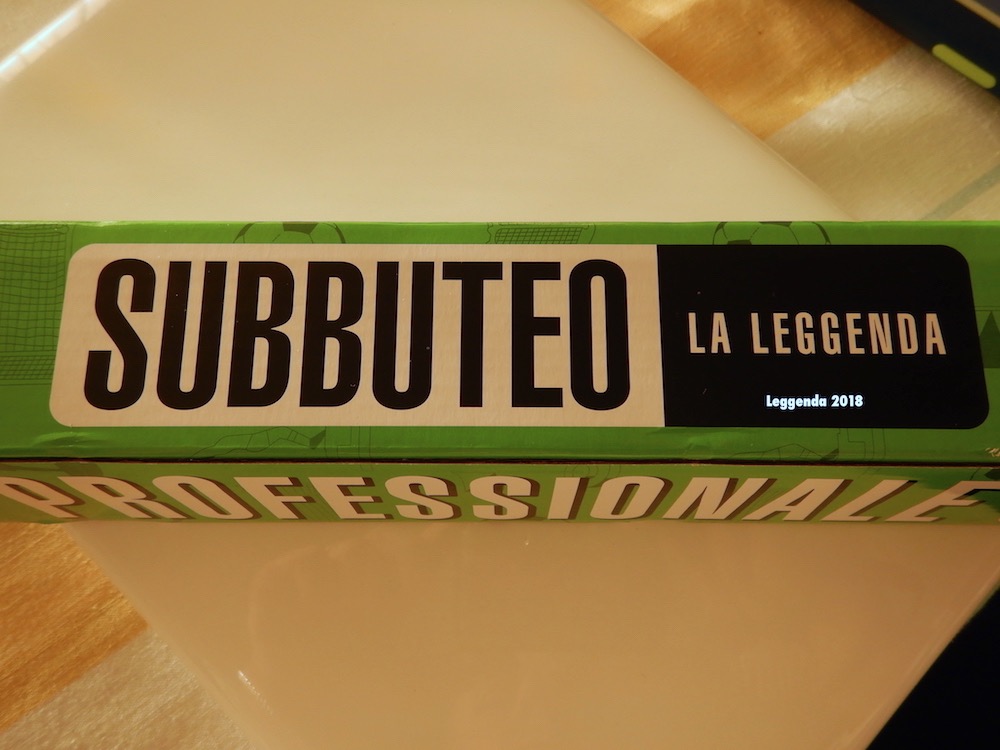 SUBBUTEO
LA LEGGENDA
Leggenda 2018
PROFESSIONALE